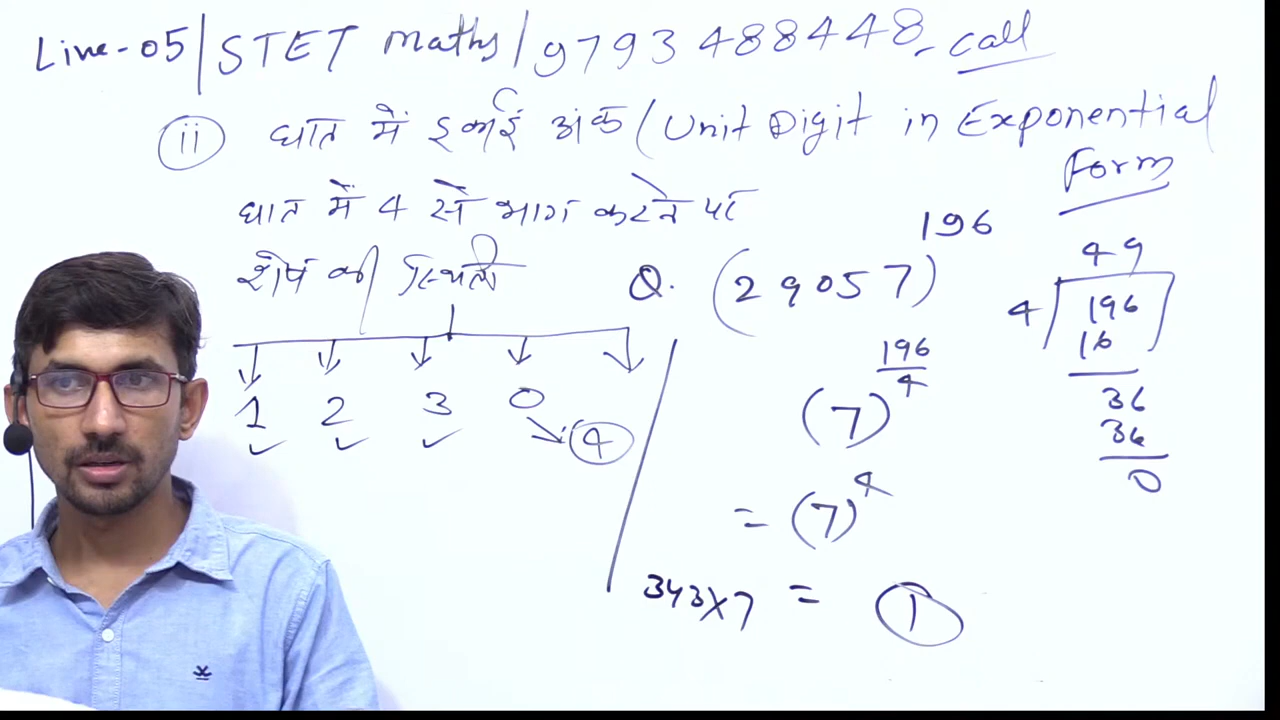 Live-05/STET maths/9793488448-call
(ii) घात में इकाई अंक (Unit Digit in Exponential Form
घात में 4 से भाग करने पर
शेष की स्थिती
1 2 3 0 4
Q. (29057)^196
(7)^196/4
= (7)^4
343×7 = 1
49
4 196
16
36
36
0